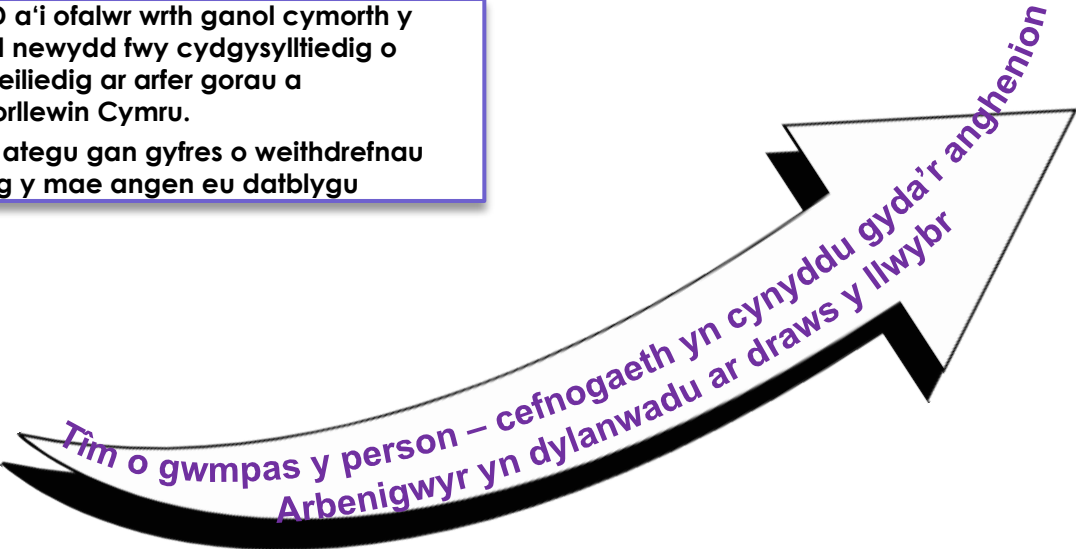 a'i ofalwr wrth ganol cymorth y
newydd fwy cydgysylltiedig o
eiliedig ar arfer gorau a
orllewin Cymru.
ategu gan gyfres o weithdrefnau
g y mae angen eu datblygu
Tîm o gwmpas y person – cefnogaeth yn cynyddu gyda'r anghenion
Arbenigwyr yn dylanwadu ar draws y llwybr